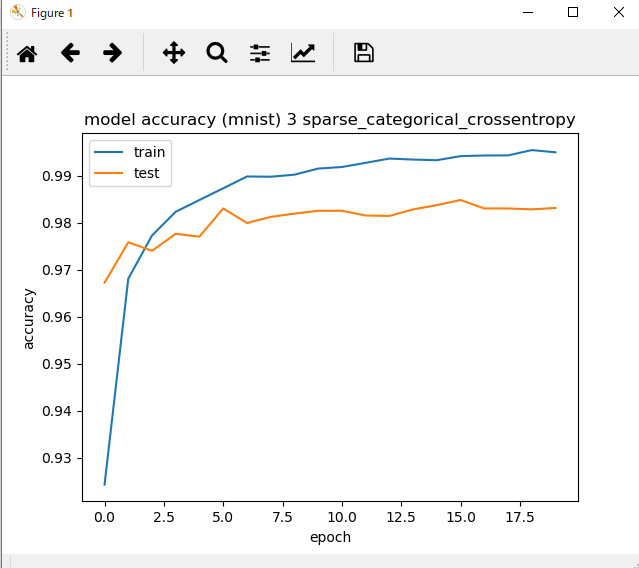 Figure 1
model accuracy (mnist) 3 sparse_categorical_crossentropy
train
test
0.99
0.98
0.97
0.96
0.95
0.94
0.93
accuracy
0.0 2.5 5.0 7.5 10.0 12.5 15.0 17.5
epoch